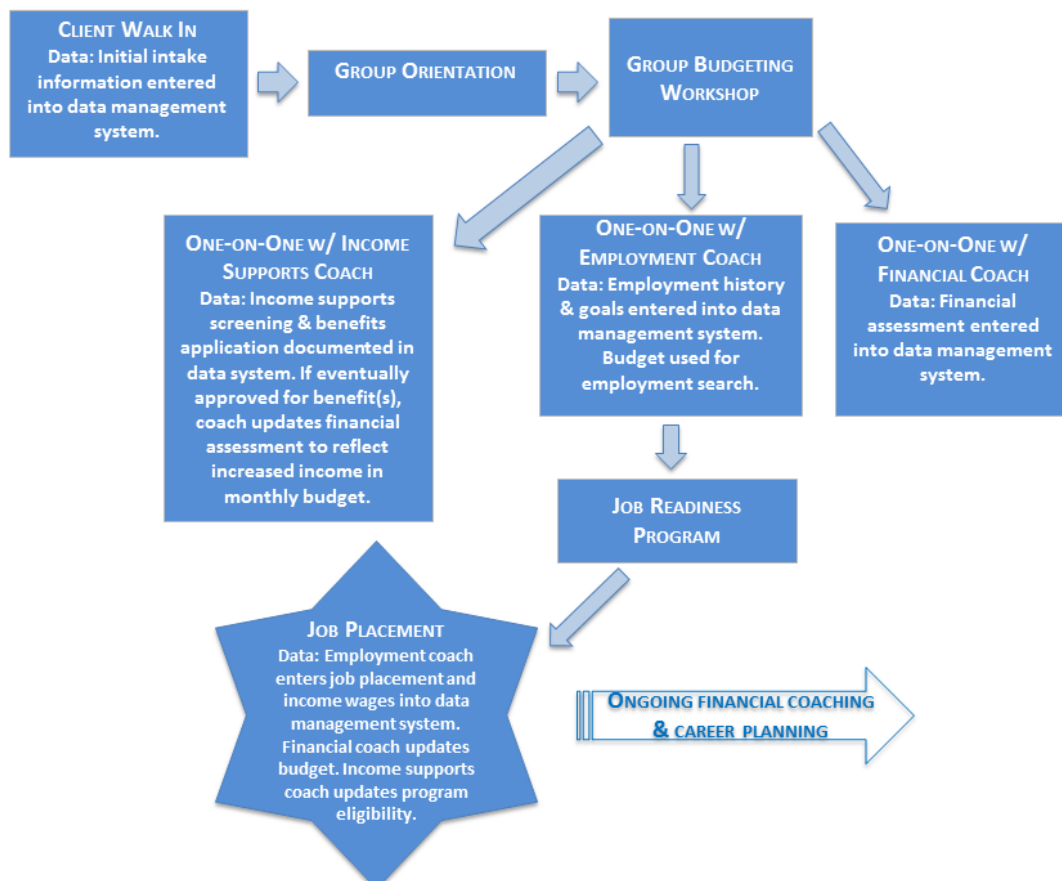 CLIENT WALK IN
Data: Initial intake
information entered
into data management
system.
GROUP ORIENTATION
GROUP BUDGETING
WORKSHOP
ONE-ON-ONE W/ INCOME
SUPPORTS COACH
Data: Income supports
screening & benefits
application documented in
data system. If eventually
approved for benefit(s),
coach updates financial
assessment to reflect
increased income in
monthly budget.
ONE-ON-ONE W/
EMPLOYMENT COACH
Data: Employment history
& goals entered into data
management system.
Budget used for
employment search.
ONE-ON-ONE W/
FINANCIAL COACH
Data: Financial
assessment entered
into data management
system.
JOB READINESS
PROGRAM
JOB PLACEMENT
Data: Employment coach
enters job placement and
income wages into data
management system.
Financial coach updates
budget. Income supports
coach updates program
eligibility.
ONGOING FINANCIAL COACHING
& CAREER PLANNING